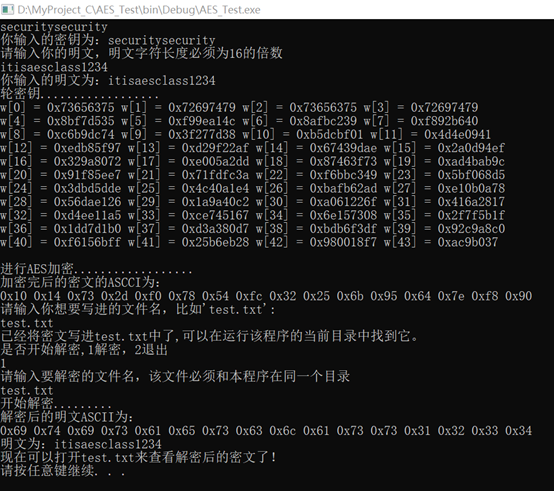 D:\MyProject_C\AES_Test\bin\Debug\AES_Test.exe
securitysecurity
你输入的密钥为：securitysecurity
请输入你的明文，明文字符长度必须为16的倍数
itisaesclass1234
你输入的明文为：itisaesclass1234
轮密钥.................
w[0] = 0x73656375 w[1] = 0x72697479 w[2] = 0x73656375 w[3] = 0x72697479
w[4] = 0x8bf7d535 w[5] = 0xf99ea14c w[6] = 0x8afbc239 w[7] = 0xf892b640
w[8] = 0xc6b9dc74 w[9] = 0x3f277d38 w[10] = 0xb5dcbf01 w[11] = 0x4d4e0941
w[12] = 0xedb85f97 w[13] = 0xd29f22af w[14] = 0x67439dae w[15] = 0x2a0d94ef
w[16] = 0x329a8072 w[17] = 0xe005a2dd w[18] = 0x87463f73 w[19] = 0xad4bab9c
w[20] = 0x91f85ee7 w[21] = 0x71fdfc3a w[22] = 0xf6bbc349 w[23] = 0x5bf068d5
w[24] = 0x3dbd5dde w[25] = 0x4c40a1e4 w[26] = 0xbafb62ad w[27] = 0xe10b0a78
w[28] = 0x56dae126 w[29] = 0x1a9a40c2 w[30] = 0xa061226f w[31] = 0x416a2817
w[32] = 0xd4ee11a5 w[33] = 0xce745167 w[34] = 0x6e157308 w[35] = 0x2f7f5b1f
w[36] = 0x1dd7d1b0 w[37] = 0xd3a380d7 w[38] = 0xbdb6f3df w[39] = 0x92c9a8c0
w[40] = 0xf6156bff w[41] = 0x25b6eb28 w[42] = 0x980018f7 w[43] = 0xac9b037
进行AES加密.................
加密完后的密文的ASCCI为：
0x10 0x14 0x73 0x2d 0xf0 0x78 0x54 0xfc 0x32 0x25 0x6b 0x95 0x64 0x7e 0xf8 0x90
请输入你想要写进的文件名，比如'test.txt':
test.txt
已经将密文写进test.txt中了,可以在运行该程序的当前目录中找到它。
是否开始解密,1解密，2退出
1
请输入要解密的文件名，该文件必须和本程序在同一个目录
test.txt
开始解密.........
解密后的明文ASCII为：
0x69 0x74 0x69 0x73 0x61 0x65 0x73 0x63 0x6c 0x61 0x73 0x73 0x31 0x32 0x33 0x34
明文为：itisaesclass1234
现在可以打开test.txt来查看解密后的密文了！
请按任意键继续. . .